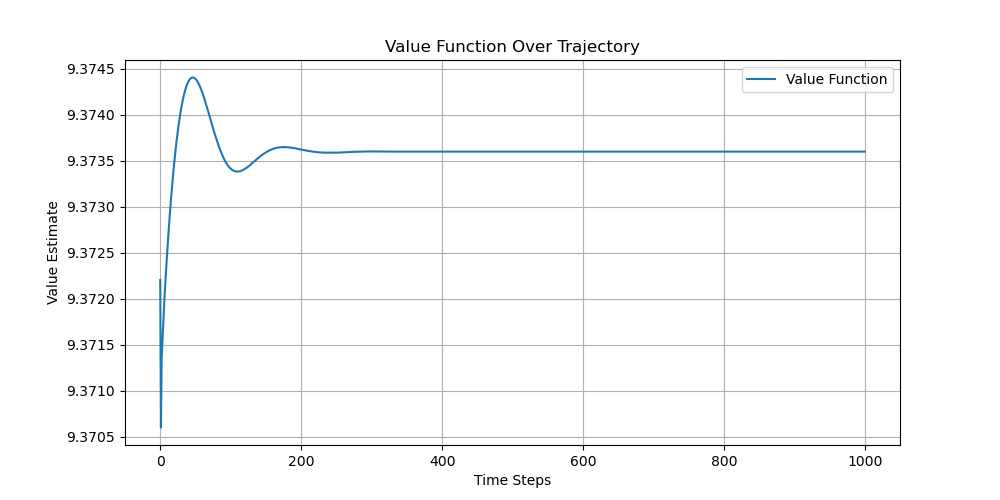 Value Function Over Trajectory
Value Function
9.3745
9.3740
9.3735
9.3730
9.3725
9.3720
9.3715
9.3710
9.3705
Value Estimate
0 200 400 600 800 1000
Time Steps